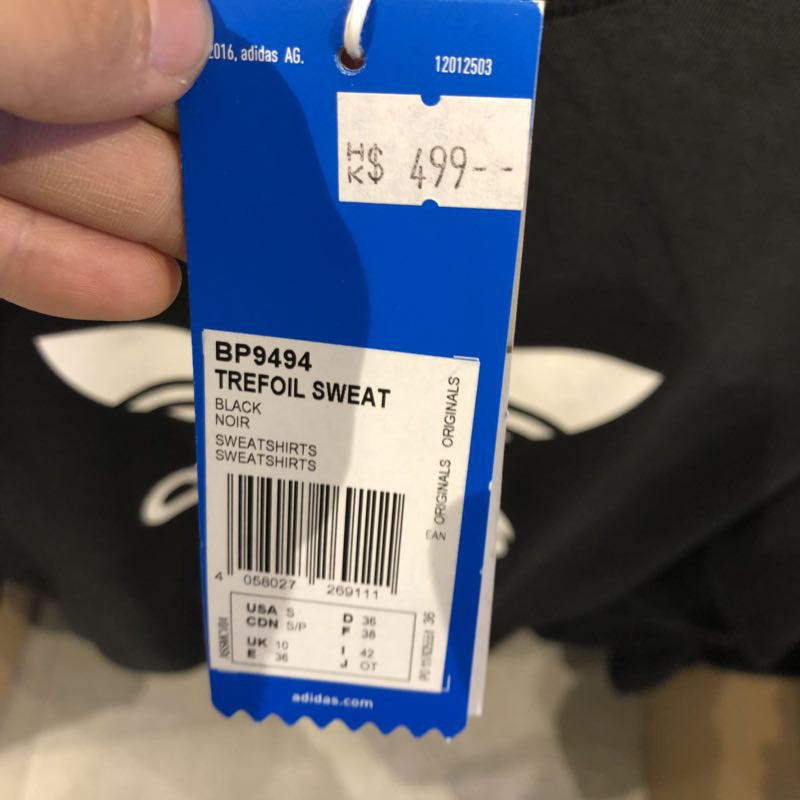 2016, adidas AG.
12012503
HK$ 499--
BP9494
TREFOIL SWEAT
BLACK
NOIR
SWEATSHIRTS
SWEATSHIRTS
EAN ORIGINALS ORIGINALS
4 058027 269111
USA S
CDN S/P
UK 10
E 36
D 36
F 38
I 42
J OT
36
adidas.com